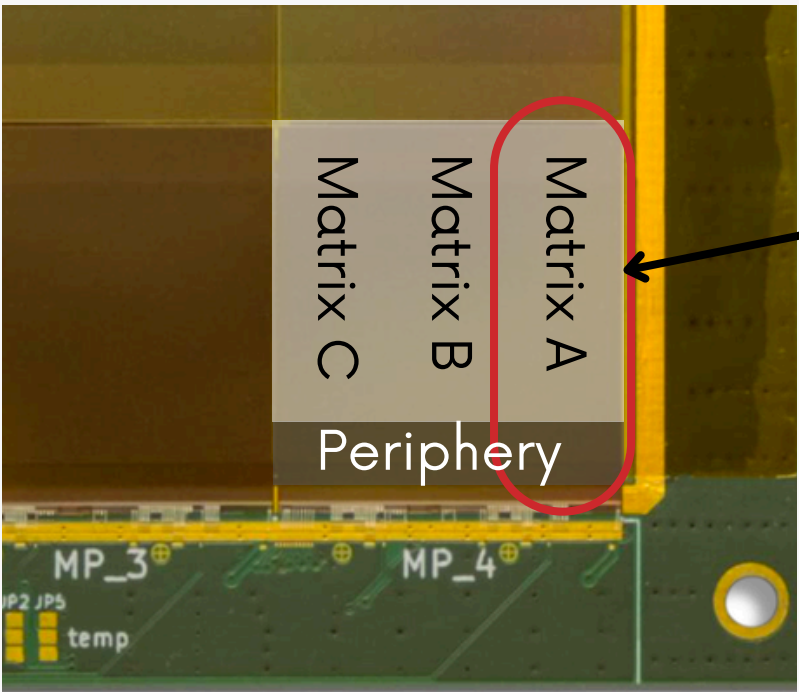 Matrix C
Matrix B
Matrix A
Periphery
MP_3
MP_4
JP5
temp